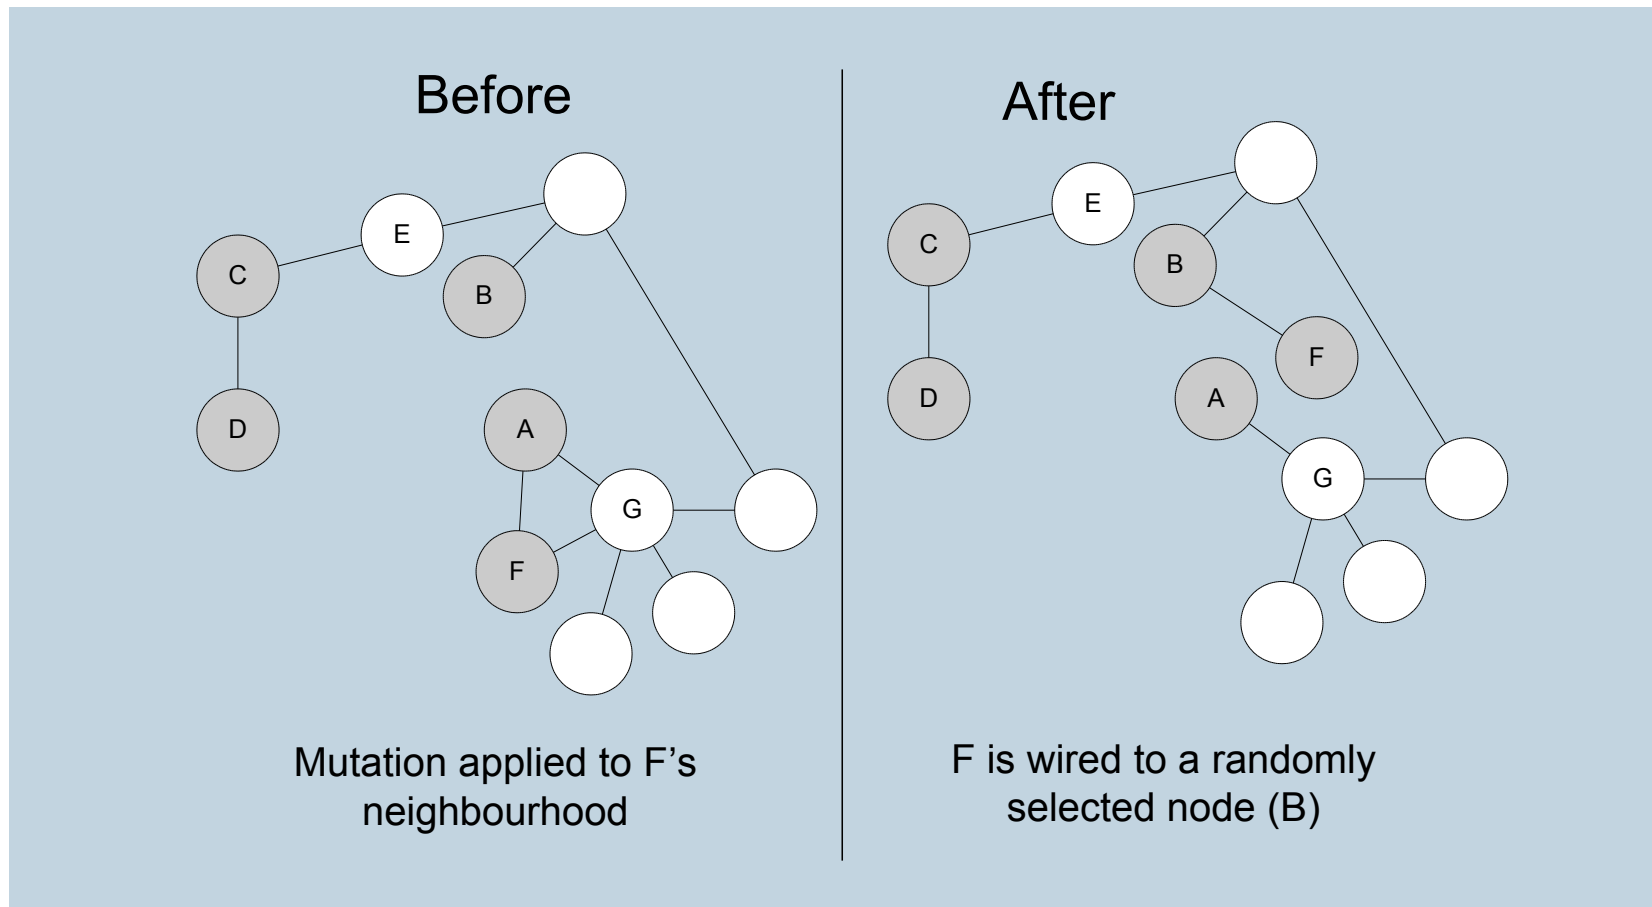 Before
E
C
B
D
A
G
F
Mutation applied to F's
neighbourhood
After
E
C
B
F
D
A
G
F is wired to a randomly
selected node (B)